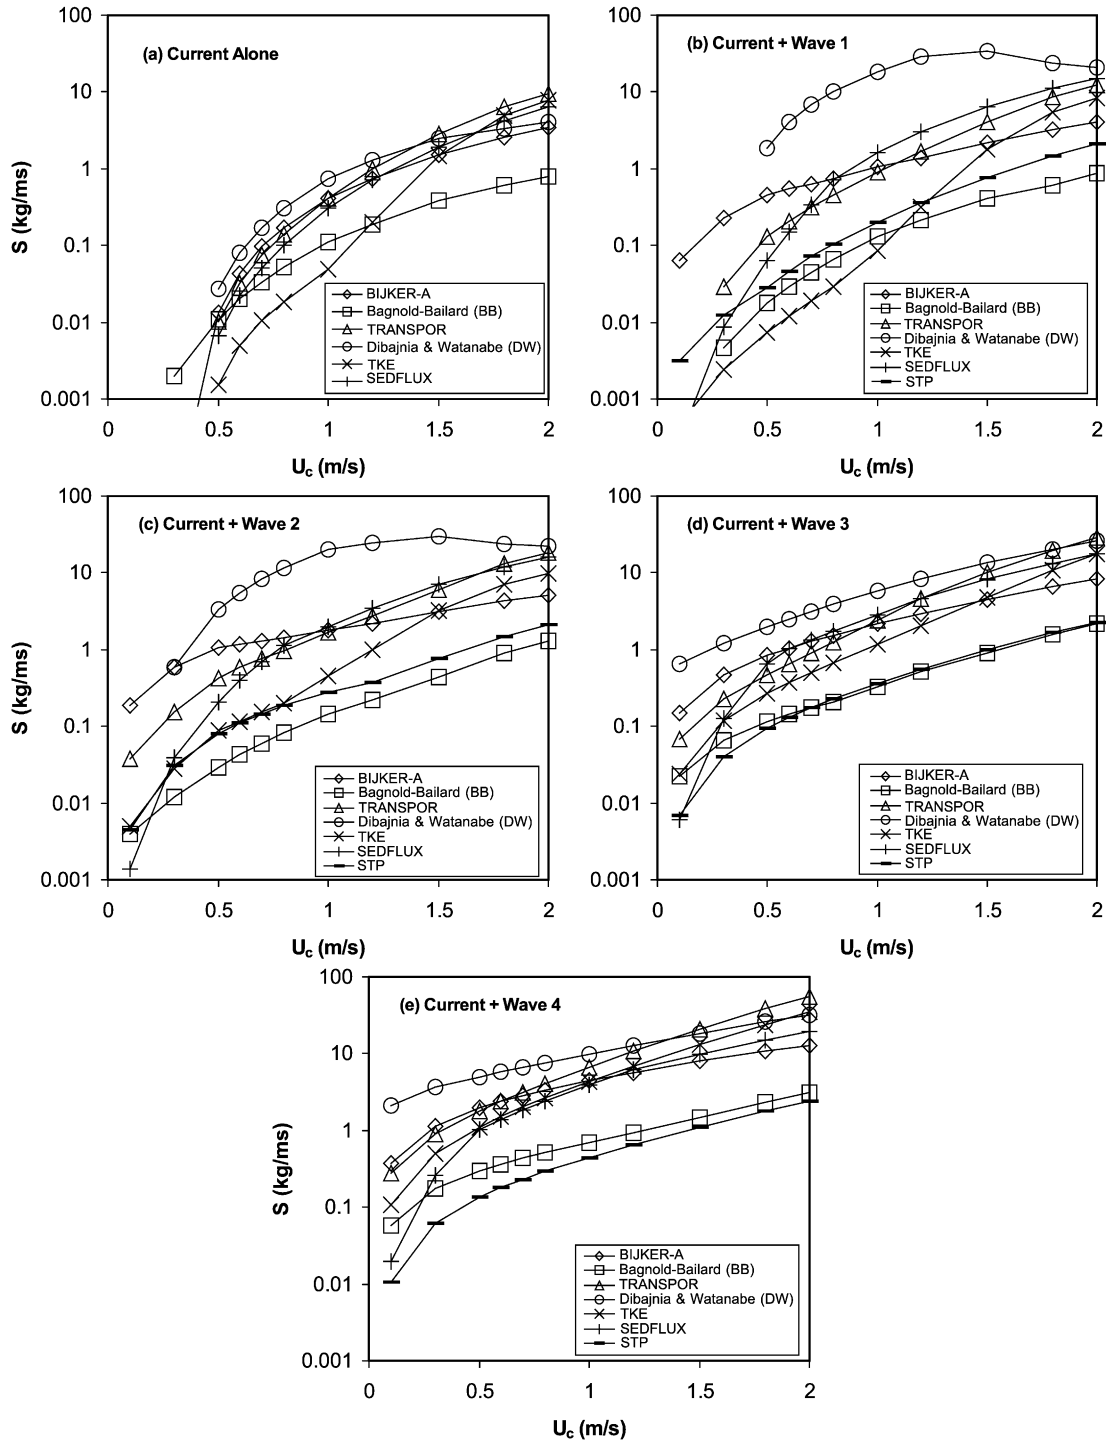 (a) Current Alone
100
10
1
0.1
0.01
0.001
S (kg/ms)
BIJKER-A
Bagnold-Bailard (BB)
TRANSPOR
Dibajnia & Watanabe (DW)
TKE
SEDFLUX
0 0.5 1 1.5 2
Uc (m/s)
(b) Current + Wave 1
100
10
1
0.1
0.01
0.001
S (kg/ms)
BIJKER-A
Bagnold-Bailard (BB)
TRANSPOR
Dibajnia & Watanabe (DW)
TKE
SEDFLUX
STP
0 0.5 1 1.5 2
Uc (m/s)
(c) Current + Wave 2
100
10
1
0.1
0.01
0.001
S (kg/ms)
BIJKER-A
Bagnold-Bailard (BB)
TRANSPOR
Dibajnia & Watanabe (DW)
TKE
SEDFLUX
STP
0 0.5 1 1.5 2
Uc (m/s)
(d) Current + Wave 3
100
10
1
0.1
0.01
0.001
S (kg/ms)
BIJKER-A
Bagnold-Bailard (BB)
TRANSPOR
Dibajnia & Watanabe (DW)
TKE
SEDFLUX
STP
0 0.5 1 1.5 2
Uc (m/s)
(e) Current + Wave 4
100
10
1
0.1
0.01
0.001
S (kg/ms)
BIJKER-A
Bagnold-Bailard (BB)
TRANSPOR
Dibajnia & Watanabe (DW)
TKE
SEDFLUX
STP
0 0.5 1 1.5 2
Uc (m/s)